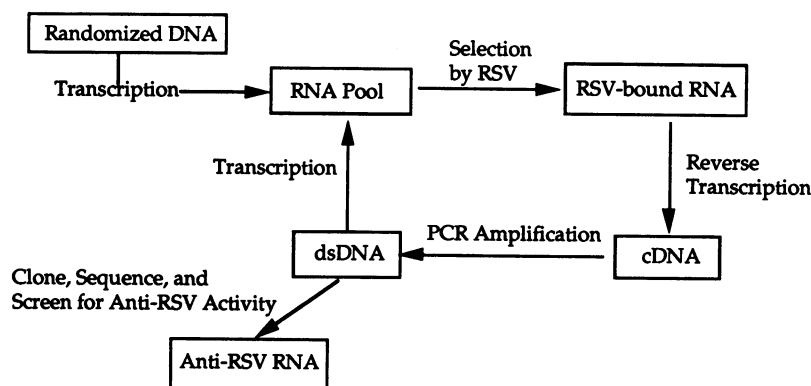 Randomized DNA
Transcription
RNA Pool
Selection
by RSV
RSV-bound RNA
Reverse
Transcription
cDNA
PCR Amplification
dsDNA
Transcription
Clone, Sequence, and
Screen for Anti-RSV Activity
Anti-RSV RNA